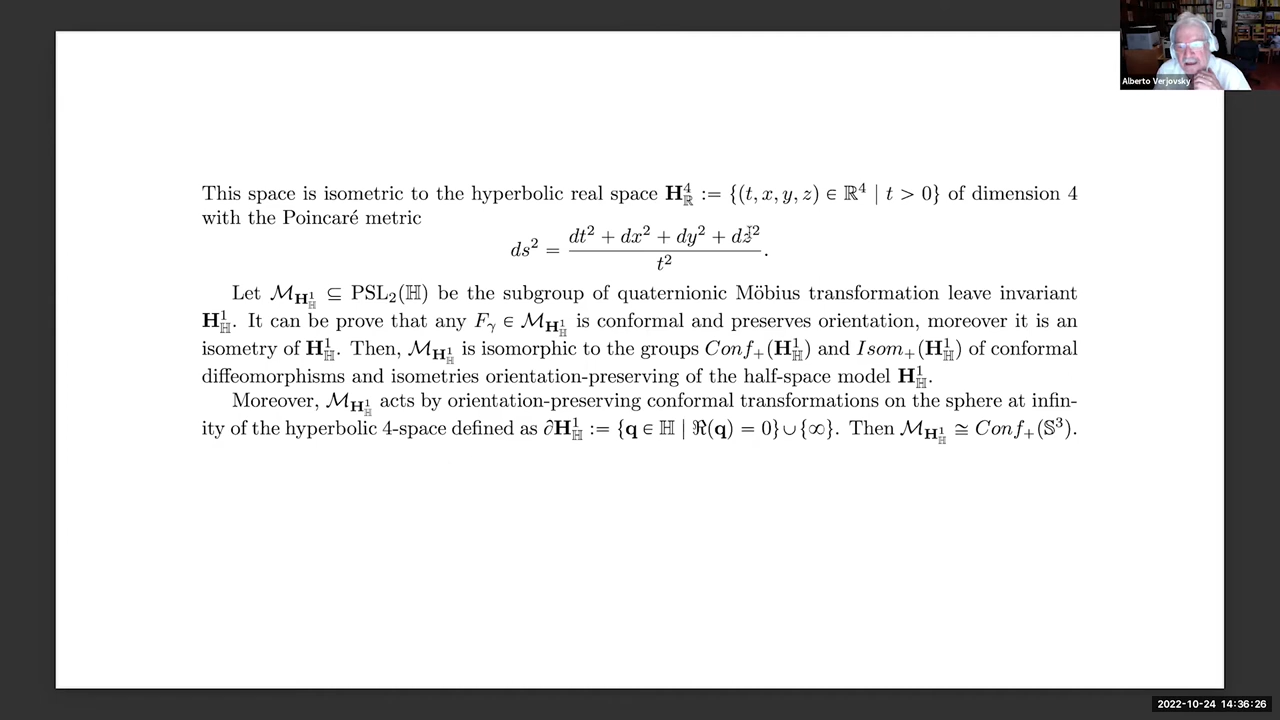 Alberto Verjovsky
This space is isometric to the hyperbolic real space 𝐇⁴_ℝ := {(t, x, y, z) ∈ ℝ⁴ | t > 0} of dimension 4
with the Poincaré metric
ds² = (dt² + dx² + dy² + dz²) / t² .
Let ℳ_{𝐇¹_ℍ} ⊆ PSL₂(ℍ) be the subgroup of quaternionic Möbius transformation leave invariant
𝐇¹_ℍ. It can be prove that any F_γ ∈ ℳ_{𝐇¹_ℍ} is conformal and preserves orientation, moreover it is an
isometry of 𝐇¹_ℍ. Then, ℳ_{𝐇¹_ℍ} is isomorphic to the groups Conf₊(𝐇¹_ℍ) and Isom₊(𝐇¹_ℍ) of conformal
diffeomorphisms and isometries orientation-preserving of the half-space model 𝐇¹_ℍ.
Moreover, ℳ_{𝐇¹_ℍ} acts by orientation-preserving conformal transformations on the sphere at infin-
ity of the hyperbolic 4-space defined as ∂𝐇¹_ℍ := {𝐪 ∈ ℍ | ℜ(𝐪) = 0} ∪ {∞}. Then ℳ_{𝐇¹_ℍ} ≅ Conf₊(𝕊³).
2022-10-24 14:36:26